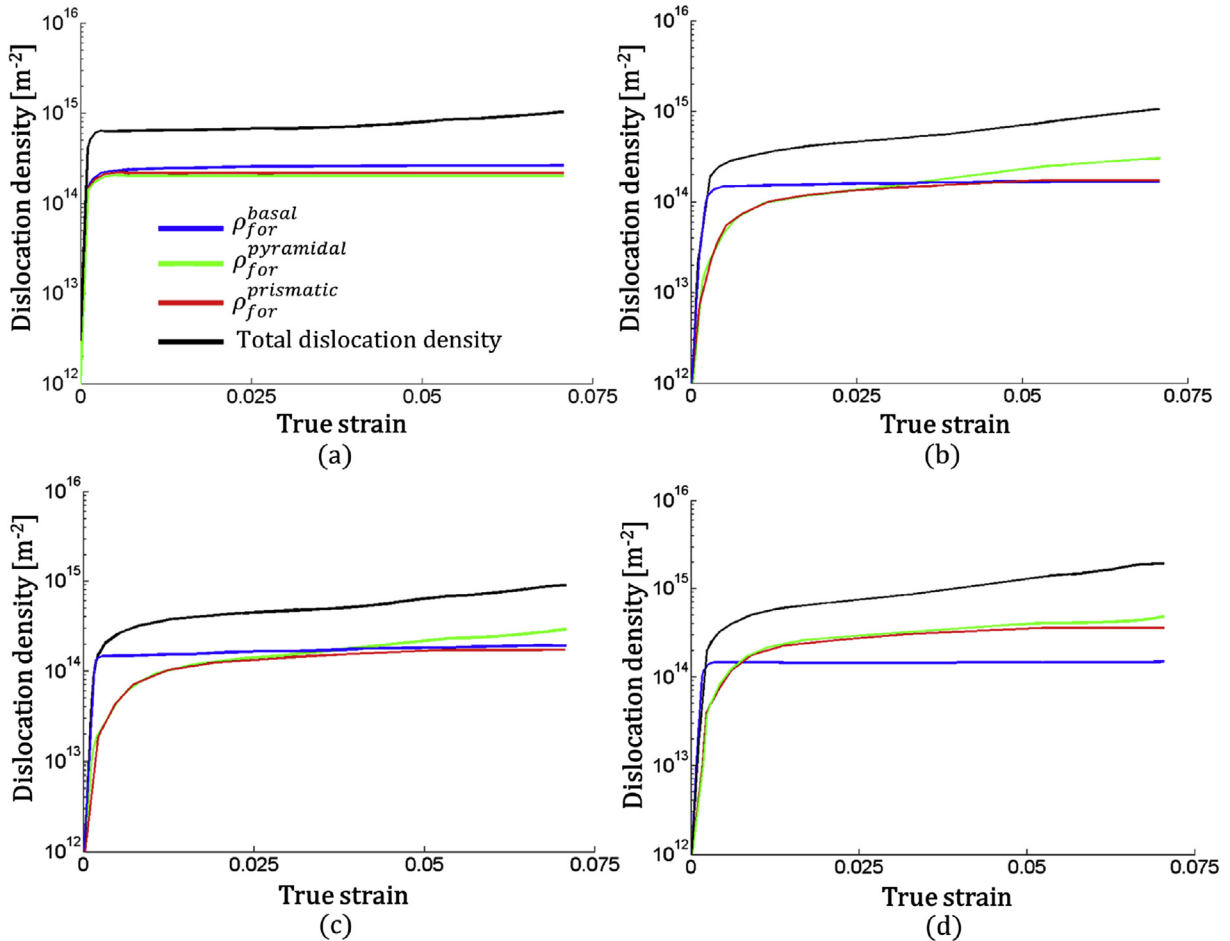 Dislocation density [m-2]
10^16
10^15
10^14
10^13
10^12
ρ_for^basal
ρ_for^pyramidal
ρ_for^prismatic
Total dislocation density
0 0.025 0.05 0.075
True strain
(a)
Dislocation density [m-2]
10^16
10^15
10^14
10^13
10^12
0 0.025 0.05 0.075
True strain
(b)
Dislocation density [m-2]
10^16
10^15
10^14
10^13
10^12
0 0.025 0.05 0.075
True strain
(c)
Dislocation density [m-2]
10^16
10^15
10^14
10^13
10^12
0 0.025 0.05 0.075
True strain
(d)